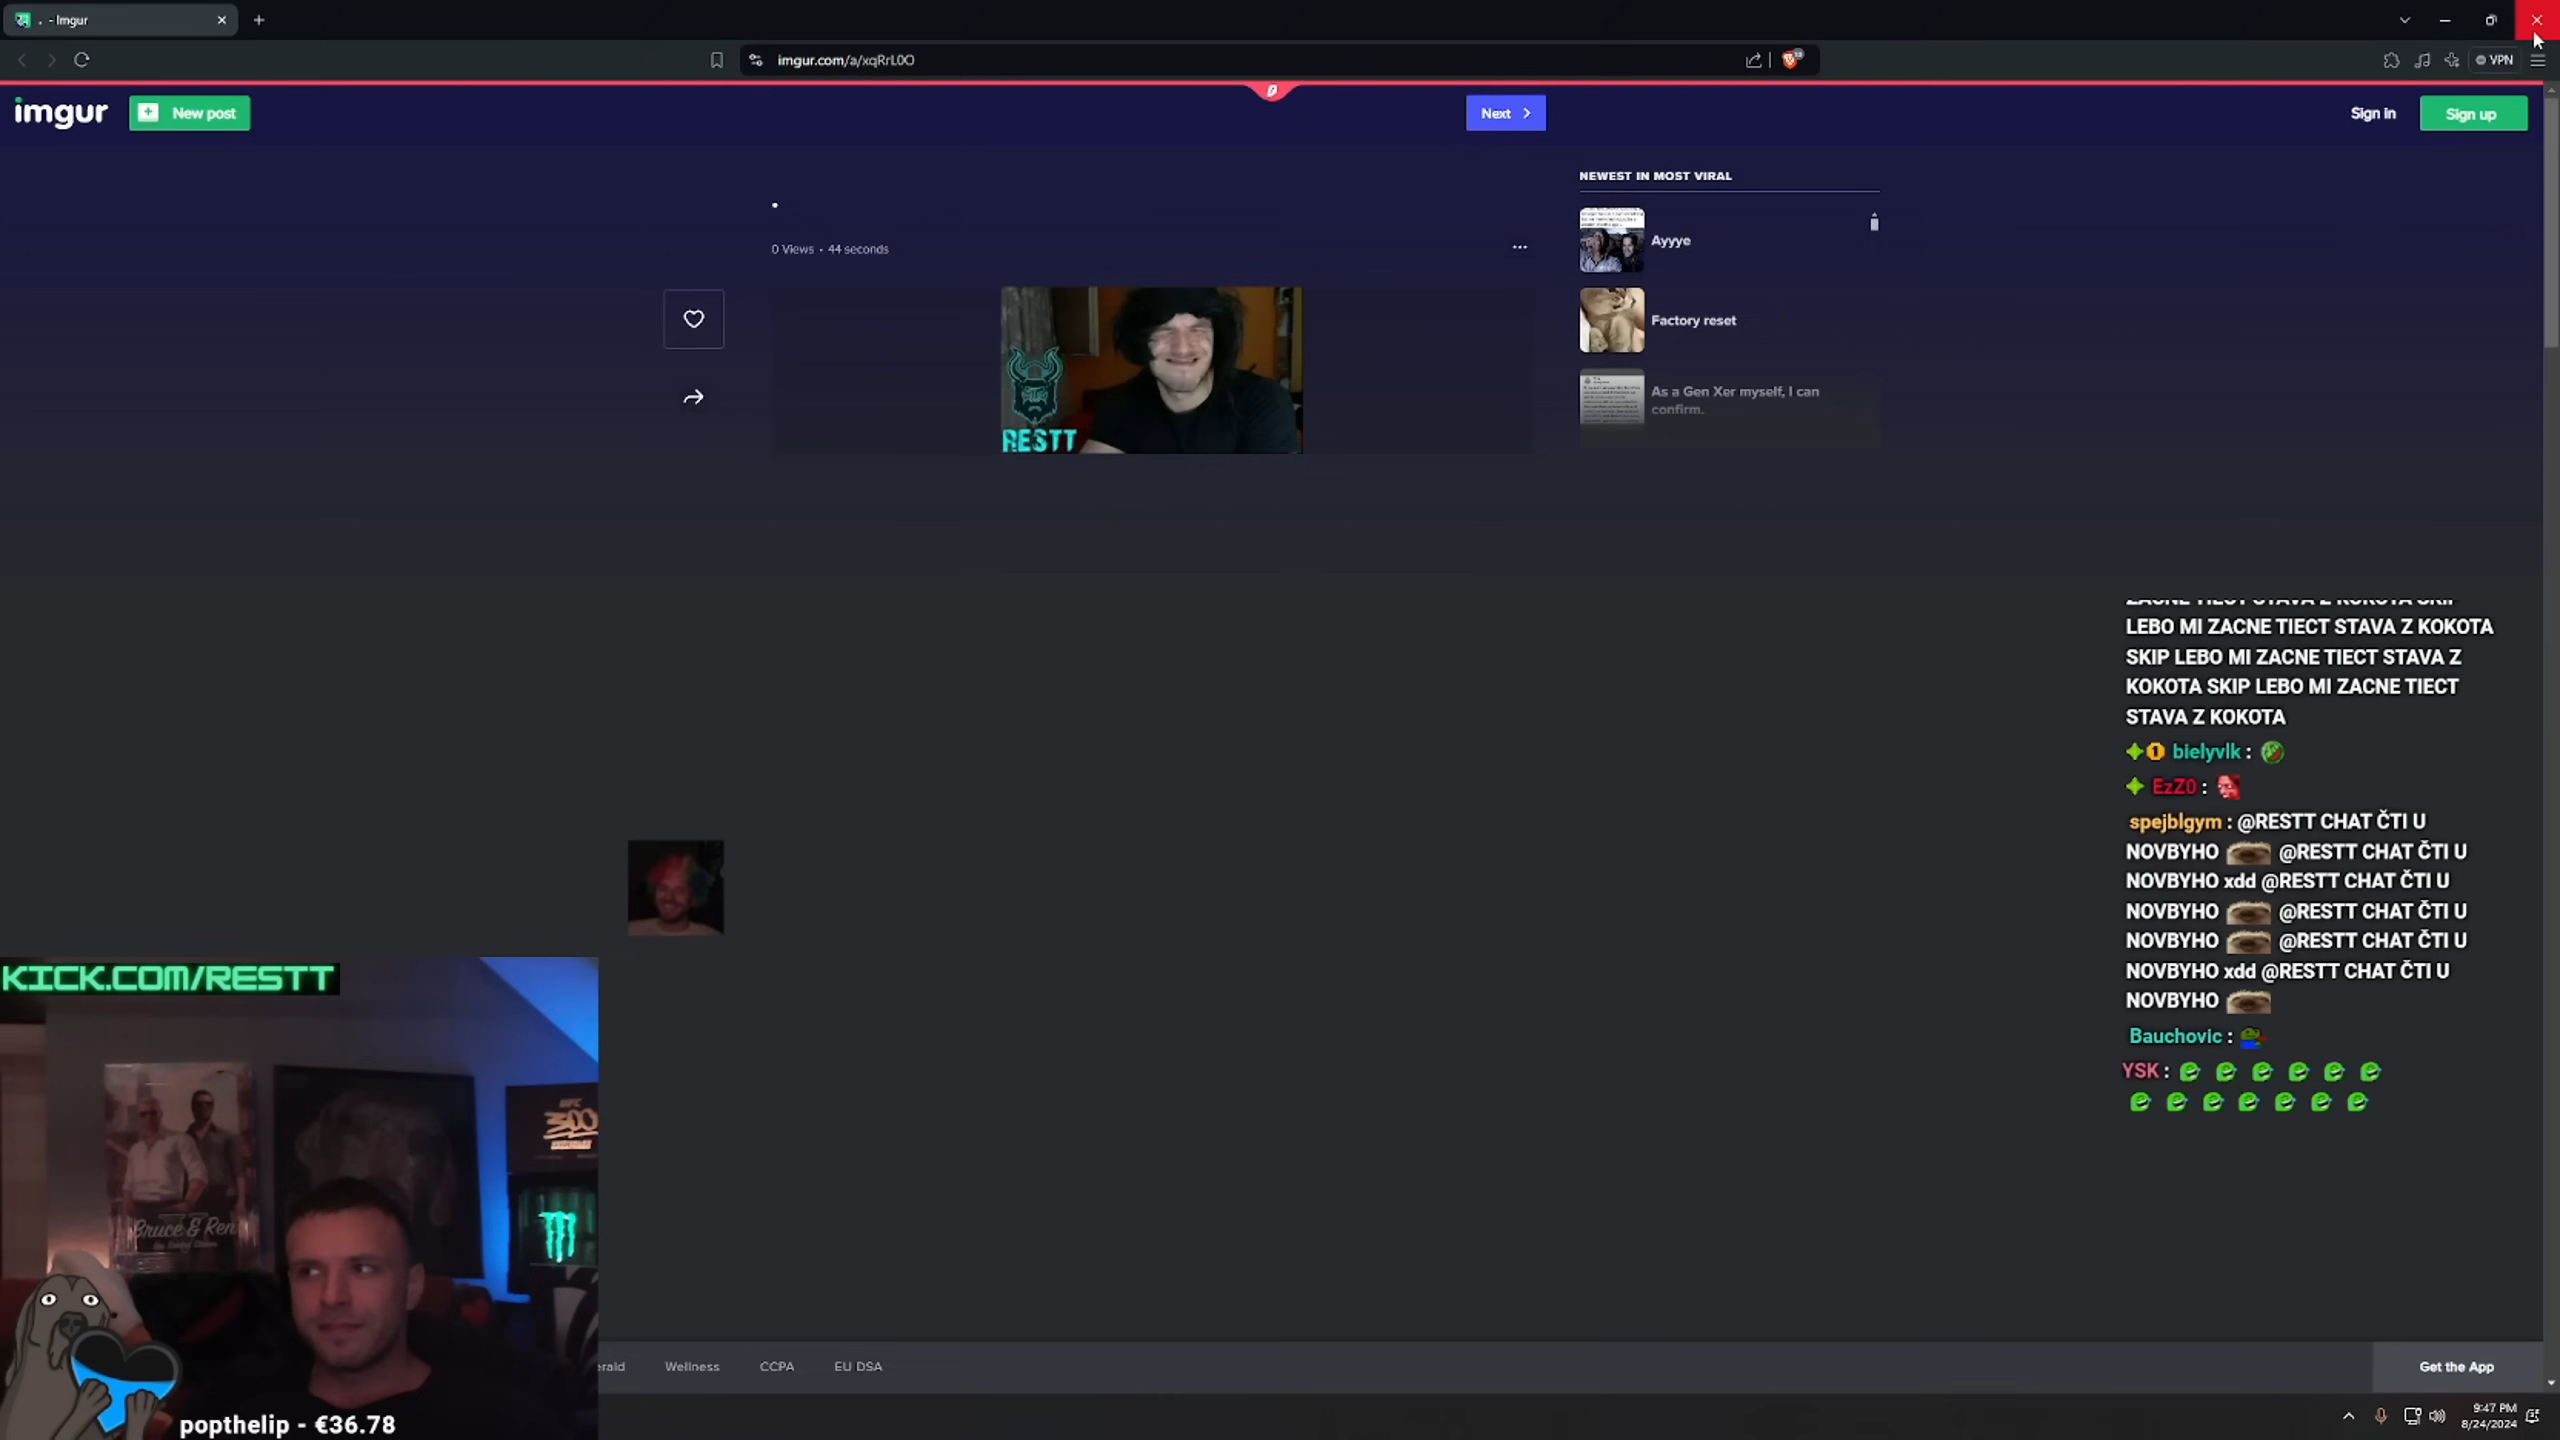 . - Imgur
imgur.com/a/xqRrL0O
VPN
imgur
New post
Next
Sign in
Sign up
.
0 Views • 44 seconds
NEWEST IN MOST VIRAL
Ayyye
Factory reset
As a Gen Xer myself, I can
confirm.
RESTT
LEBO MI ZACNE TIECT STAVA Z KOKOTA
SKIP LEBO MI ZACNE TIECT STAVA Z
KOKOTA SKIP LEBO MI ZACNE TIECT
STAVA Z KOKOTA
bielyvlk :
EzZ0 :
spejblgym : @RESTT CHAT ČTI U
NOVBYHO @RESTT CHAT ČTI U
NOVBYHO xdd @RESTT CHAT ČTI U
NOVBYHO @RESTT CHAT ČTI U
NOVBYHO @RESTT CHAT ČTI U
NOVBYHO xdd @RESTT CHAT ČTI U
NOVBYHO
Bauchovic :
YSK :
KICK.COM/RESTT
UFC
300
Bruce & Ren
popthelip - €36.78
erald
Wellness
CCPA
EU DSA
Get the App
9:47 PM
8/24/2024